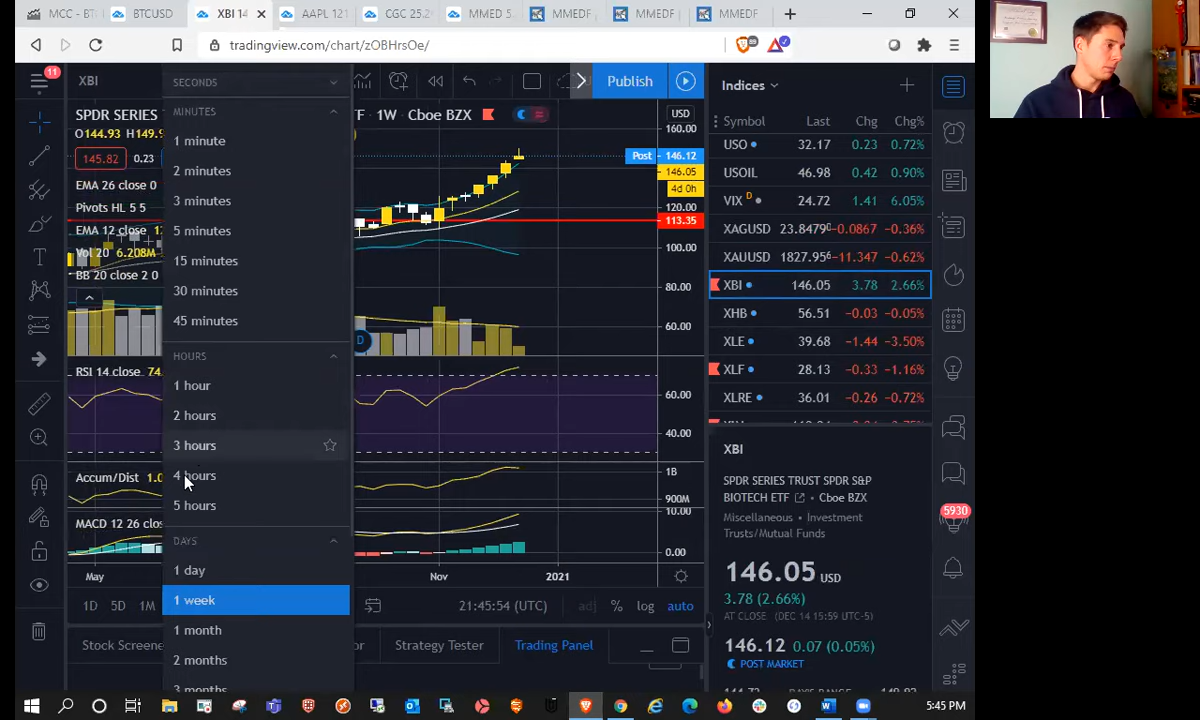 MCC -
BTCUSD
XBI 14
AAPL 121
CGC 25.2
MMED 5.
MMEDF
MMEDF
MMEDF
tradingview.com/chart/zOBHrsOe/
11
XBI
SECONDS
MINUTES
1 minute
2 minutes
3 minutes
5 minutes
15 minutes
30 minutes
45 minutes
HOURS
1 hour
2 hours
3 hours
4 hours
5 hours
DAYS
1 day
1 week
1 month
2 months
3 months
Publish
SPDR SERIES
F · 1W · Cboe BZX
O144.93 H149.9
145.82 0.23
EMA 26 close 0
Pivots HL 5 5
EMA 12 close
Vol 20 6.208M
BB 20 close 2 0
RSI 14 close 74.
Accum/Dist 1.0
MACD 12 26 clo
USD
160.00
Post 146.12
146.05
4d 0h
120.00
113.35
100.00
80.00
60.00
D
60.00
40.00
1B
900M
10.00
0.00
May
Nov
2021
1D 5D 1M
21:45:54 (UTC)
adj % log auto
Stock Screene
or
Strategy Tester
Trading Panel
Indices
Symbol Last Chg Chg%
USO 32.17 0.23 0.72%
USOIL 46.98 0.42 0.90%
VIX D 24.72 1.41 6.05%
XAGUSD 23.8479⁰ -0.0867 -0.36%
XAUUSD 1827.95⁶ -11.347 -0.62%
XBI 146.05 3.78 2.66%
XHB 56.51 -0.03 -0.05%
XLE 39.68 -1.44 -3.50%
XLF 28.13 -0.33 -1.16%
XLRE 36.01 -0.26 -0.72%
XBI
SPDR SERIES TRUST SPDR S&P
BIOTECH ETF · Cboe BZX
Miscellaneous · Investment
Trusts/Mutual Funds
146.05 USD
3.78 (2.66%)
AT CLOSE (DEC 14 15:59 UTC-5)
146.12 0.07 (0.05%)
POST MARKET
5930
5:45 PM